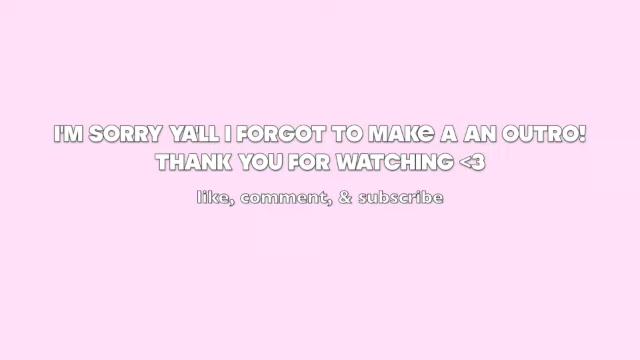 I'M SORRY YA'LL I FORGOT TO MAKE A AN OUTRO!
THANK YOU FOR WATCHING <3
like, comment, & subscribe